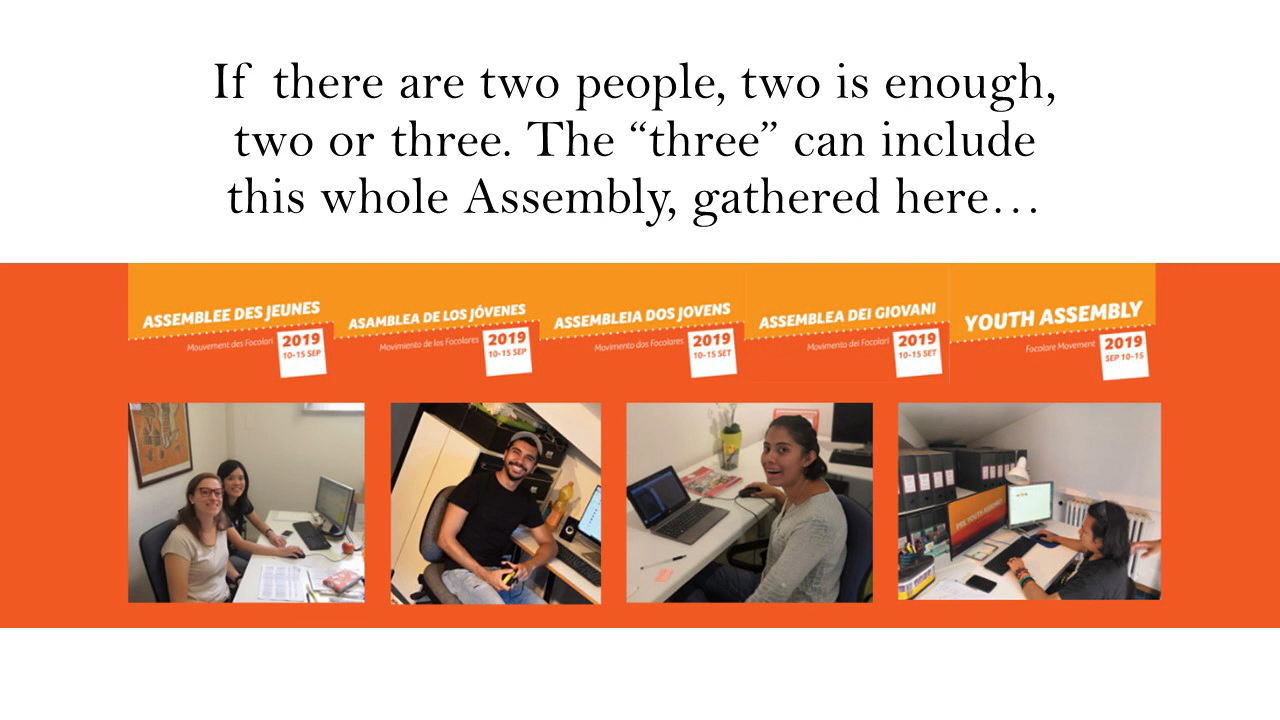 If there are two people, two is enough,
two or three. The “three” can include
this whole Assembly, gathered here…
ASSEMBLEE DES JEUNES
Mouvement des Focolari
2019
10-15 SEP
ASAMBLEA DE LOS JÓVENES
Movimiento de los Focolares
2019
10-15 SEP
ASSEMBLEIA DOS JOVENS
Movimento dos Focolares
2019
10-15 SET
ASSEMBLEA DEI GIOVANI
Movimento dei Focolari
2019
10-15 SET
YOUTH ASSEMBLY
Focolare Movement
2019
SEP 10-15
PRE YOUTH ASSEMBLY